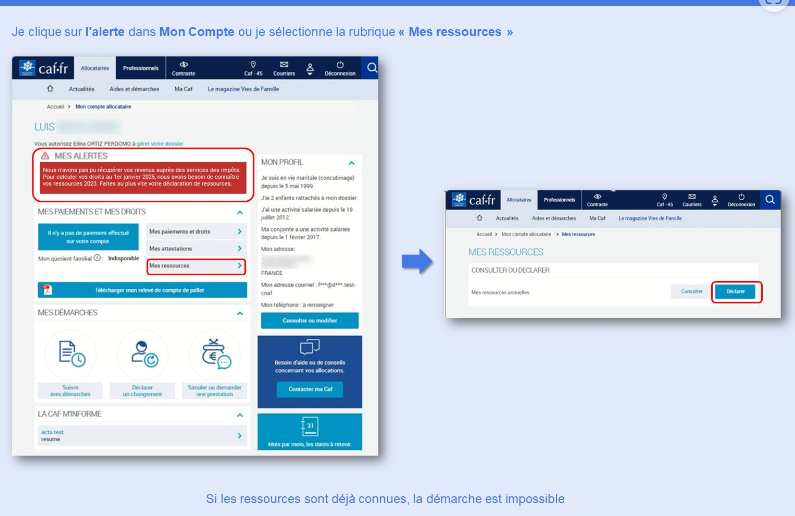 Je clique sur l'alerte dans Mon Compte ou je sélectionne la rubrique « Mes ressources »
caf·fr
Allocataires
Professionnels
Contraste
Caf - 45
Courriers
Déconnexion
Actualités
Aides et démarches
Ma Caf
Le magazine Vies de Famille
Accueil > Mon compte allocataire
LUIS
Vous autorisez Edna ORTIZ PERDOMO à gérer votre dossier
MES ALERTES
Nous n'avons pas pu récupérer vos revenus auprès des services des impôts.
Pour calculer vos droits au 1er janvier 2025, nous avons besoin de connaître
vos ressources 2023. Faites au plus vite votre déclaration de ressources.
MES PAIEMENTS ET MES DROITS
Il n'y a pas de paiement effectué
sur votre compte
Mon quotient familial : Indisponible
Mes paiements et droits
Mes attestations
Mes ressources
Télécharger mon relevé de compte de juillet
MES DÉMARCHES
Suivre
mes démarches
Déclarer
un changement
Simuler ou demander
une prestation
LA CAF M'INFORME
actu test
resume
MON PROFIL
Je suis en vie maritale (concubinage)
depuis le 5 mai 1999.
J'ai 2 enfants rattachés à mon dossier.
J'ai une activité salariée depuis le 19
juillet 2012.
Ma conjointe a une activité salariée
depuis le 1 février 2017.
Mon adresse:
FRANCE
Mon adresse courriel : f***@d***.test-
cnaf
Mon téléphone : à renseigner
Consulter ou modifier
Besoin d'aide ou de conseils
concernant vos allocations.
Contacter ma Caf
31
Mois par mois, les dates à retenir.
caf·fr
Allocataires
Professionnels
Contraste
Caf - 45
Courriers
Déconnexion
Actualités
Aides et démarches
Ma Caf
Le magazine Vies de Famille
Accueil > Mon compte allocataire > Mes ressources
MES RESSOURCES
CONSULTER OU DECLARER
Mes ressources annuelles
Consulter
Déclarer
Si les ressources sont déjà connues, la démarche est impossible